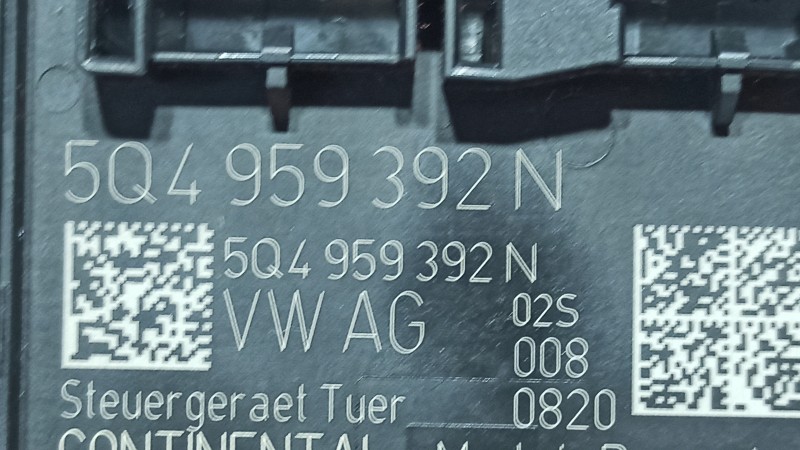 5Q4 959 392 N
5Q4 959 392 N
VW AG 02S
008
Steuergeraet Tuer 0820
CONTINENTAL